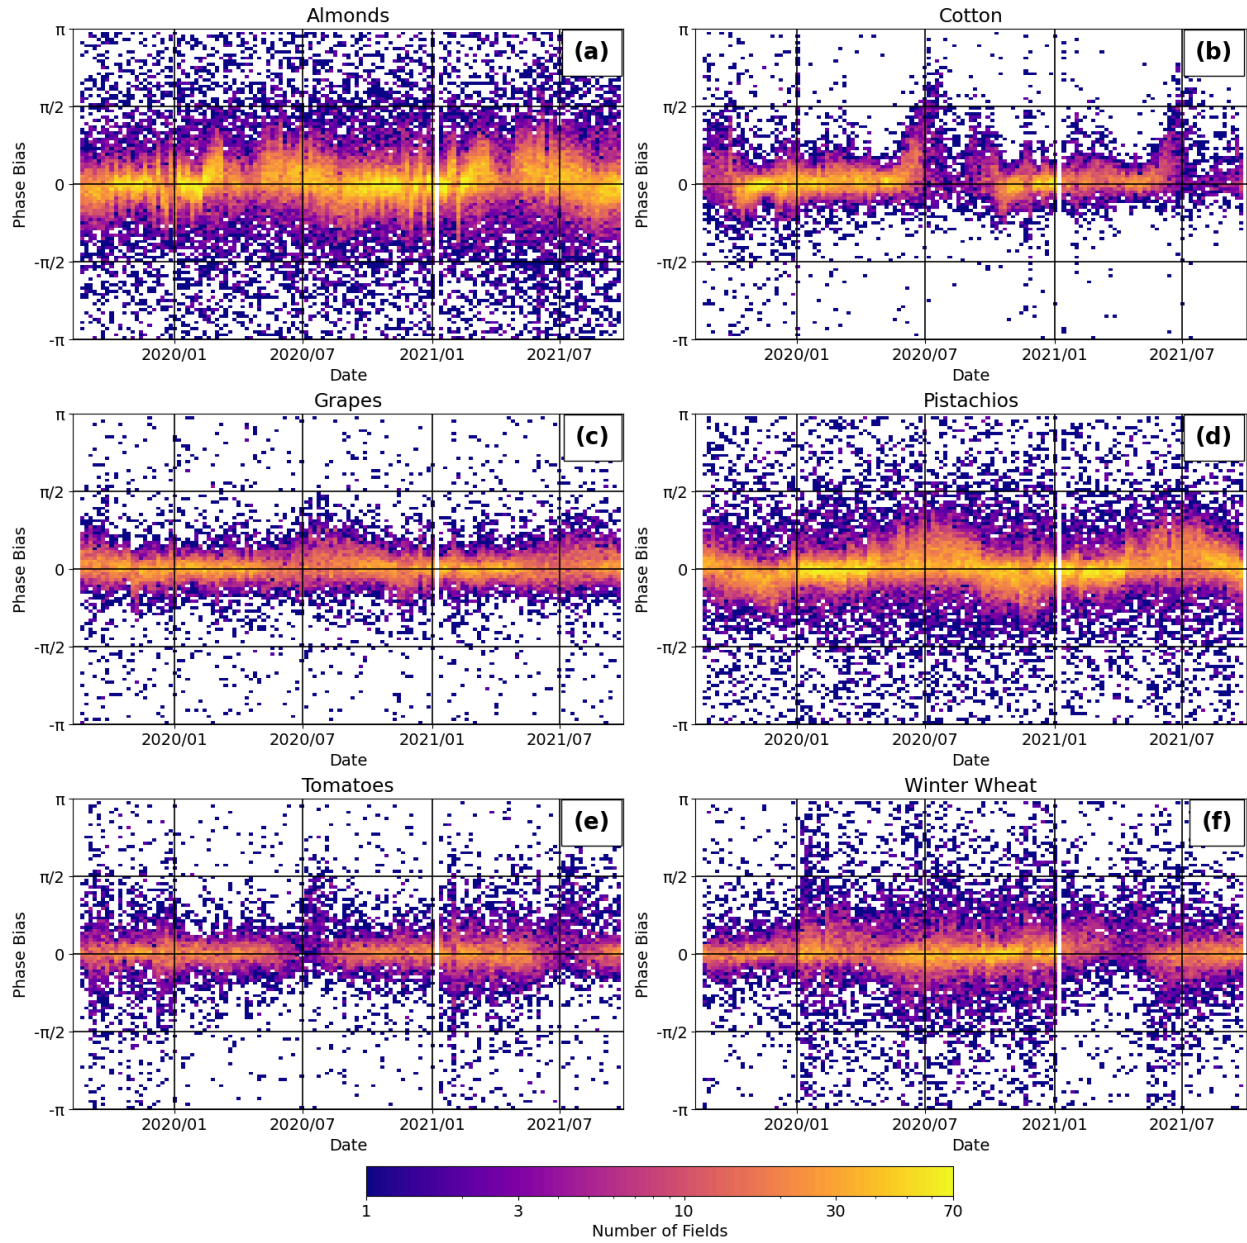 Almonds
Cotton
(a)
(b)
π
π/2
0
-π/2
-π
Phase Bias
2020/01 2020/07 2021/01 2021/07
Date
π
π/2
0
-π/2
-π
Phase Bias
2020/01 2020/07 2021/01 2021/07
Date
Grapes
Pistachios
(c)
(d)
π
π/2
0
-π/2
-π
Phase Bias
2020/01 2020/07 2021/01 2021/07
Date
π
π/2
0
-π/2
-π
Phase Bias
2020/01 2020/07 2021/01 2021/07
Date
Tomatoes
Winter Wheat
(e)
(f)
π
π/2
0
-π/2
-π
Phase Bias
2020/01 2020/07 2021/01 2021/07
Date
π
π/2
0
-π/2
-π
Phase Bias
2020/01 2020/07 2021/01 2021/07
Date
1 3 10 30 70
Number of Fields